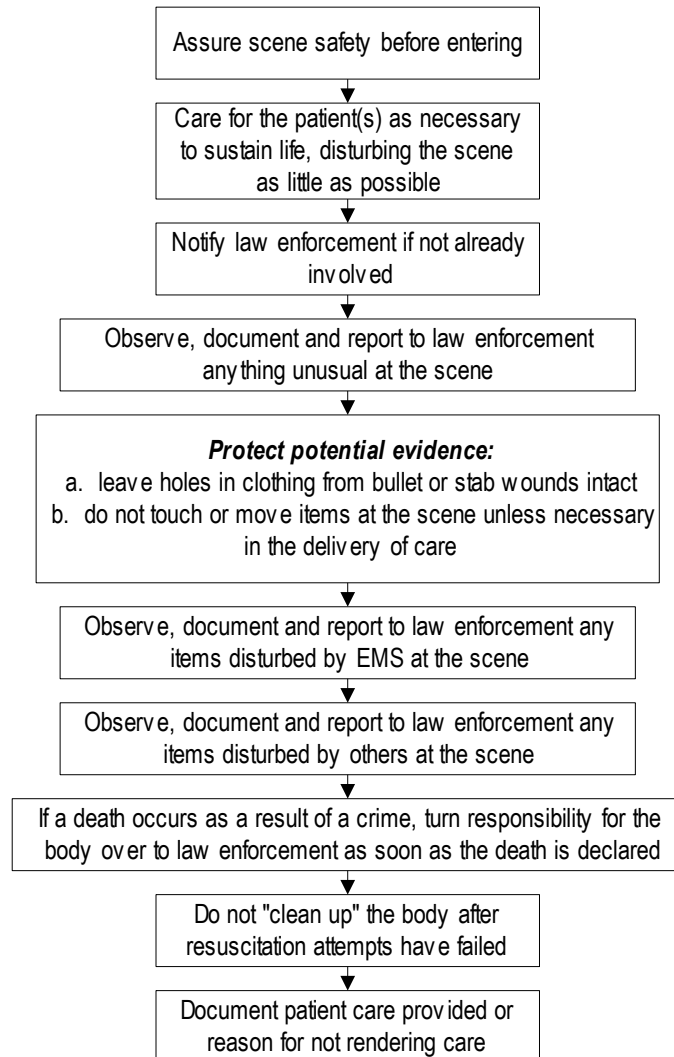 Assure scene safety before entering
Care for the patient(s) as necessary
to sustain life, disturbing the scene
as little as possible
Notify law enforcement if not already
involved
Observe, document and report to law enforcement
anything unusual at the scene
Protect potential evidence:
a. leave holes in clothing from bullet or stab wounds intact
b. do not touch or move items at the scene unless necessary
in the delivery of care
Observe, document and report to law enforcement any
items disturbed by EMS at the scene
Observe, document and report to law enforcement any
items disturbed by others at the scene
If a death occurs as a result of a crime, turn responsibility for the
body over to law enforcement as soon as the death is declared
Do not "clean up" the body after
resuscitation attempts have failed
Document patient care provided or
reason for not rendering care